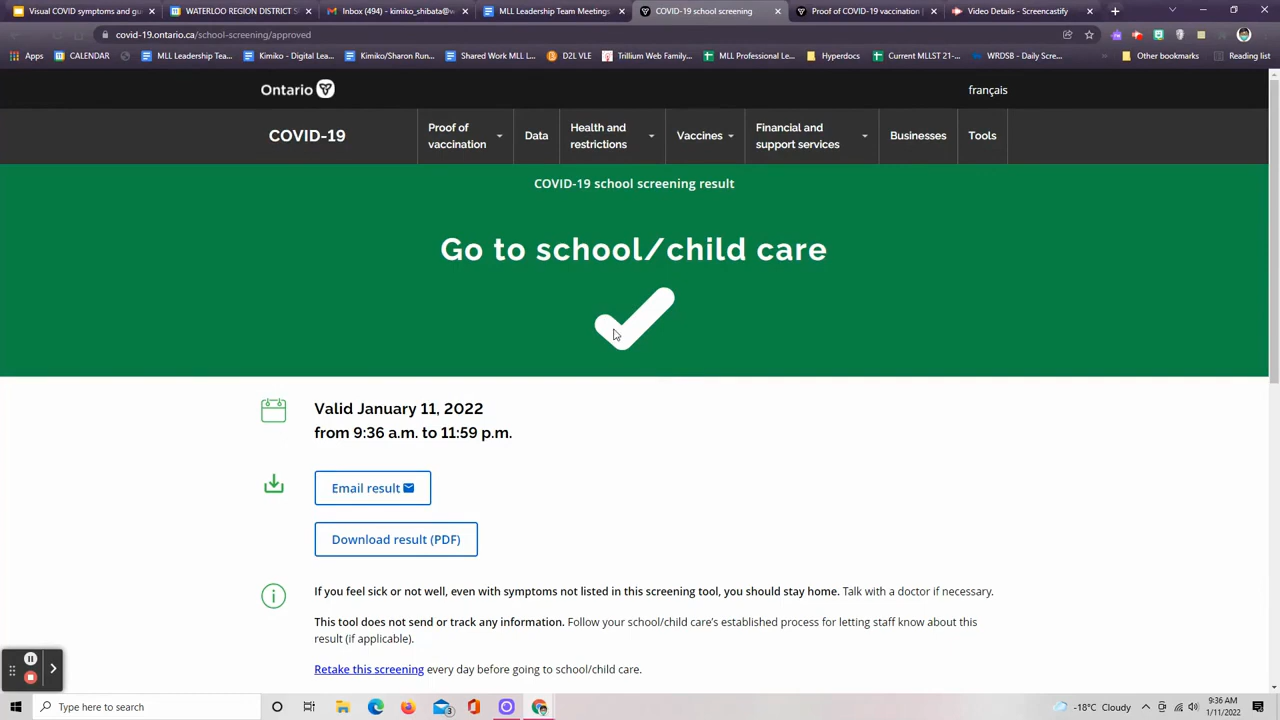 Visual COVID symptoms and gu
WATERLOO REGION DISTRICT S
Inbox (494) - kimiko_shibata@w
MLL Leadership Team Meetings
COVID-19 school screening
Proof of COVID-19 vaccination
Video Details - Screencastify
covid-19.ontario.ca/school-screening/approved
Apps
CALENDAR
MLL Leadership Tea...
Kimiko - Digital Lea...
Kimiko/Sharon Run...
Shared Work MLL L...
D2L VLE
Trillium Web Family...
MLL Professional Le...
Hyperdocs
Current MLLST 21-...
WRDSB - Daily Scre...
Other bookmarks
Reading list
Ontario
français
COVID-19
Proof of
vaccination
Data
Health and
restrictions
Vaccines
Financial and
support services
Businesses
Tools
COVID-19 school screening result
Go to school/child care
Valid January 11, 2022
from 9:36 a.m. to 11:59 p.m.
Email result
Download result (PDF)
If you feel sick or not well, even with symptoms not listed in this screening tool, you should stay home. Talk with a doctor if necessary.
This tool does not send or track any information. Follow your school/child care's established process for letting staff know about this
result (if applicable).
Retake this screening every day before going to school/child care.
Type here to search
3
-18°C Cloudy
9:36 AM
1/11/2022